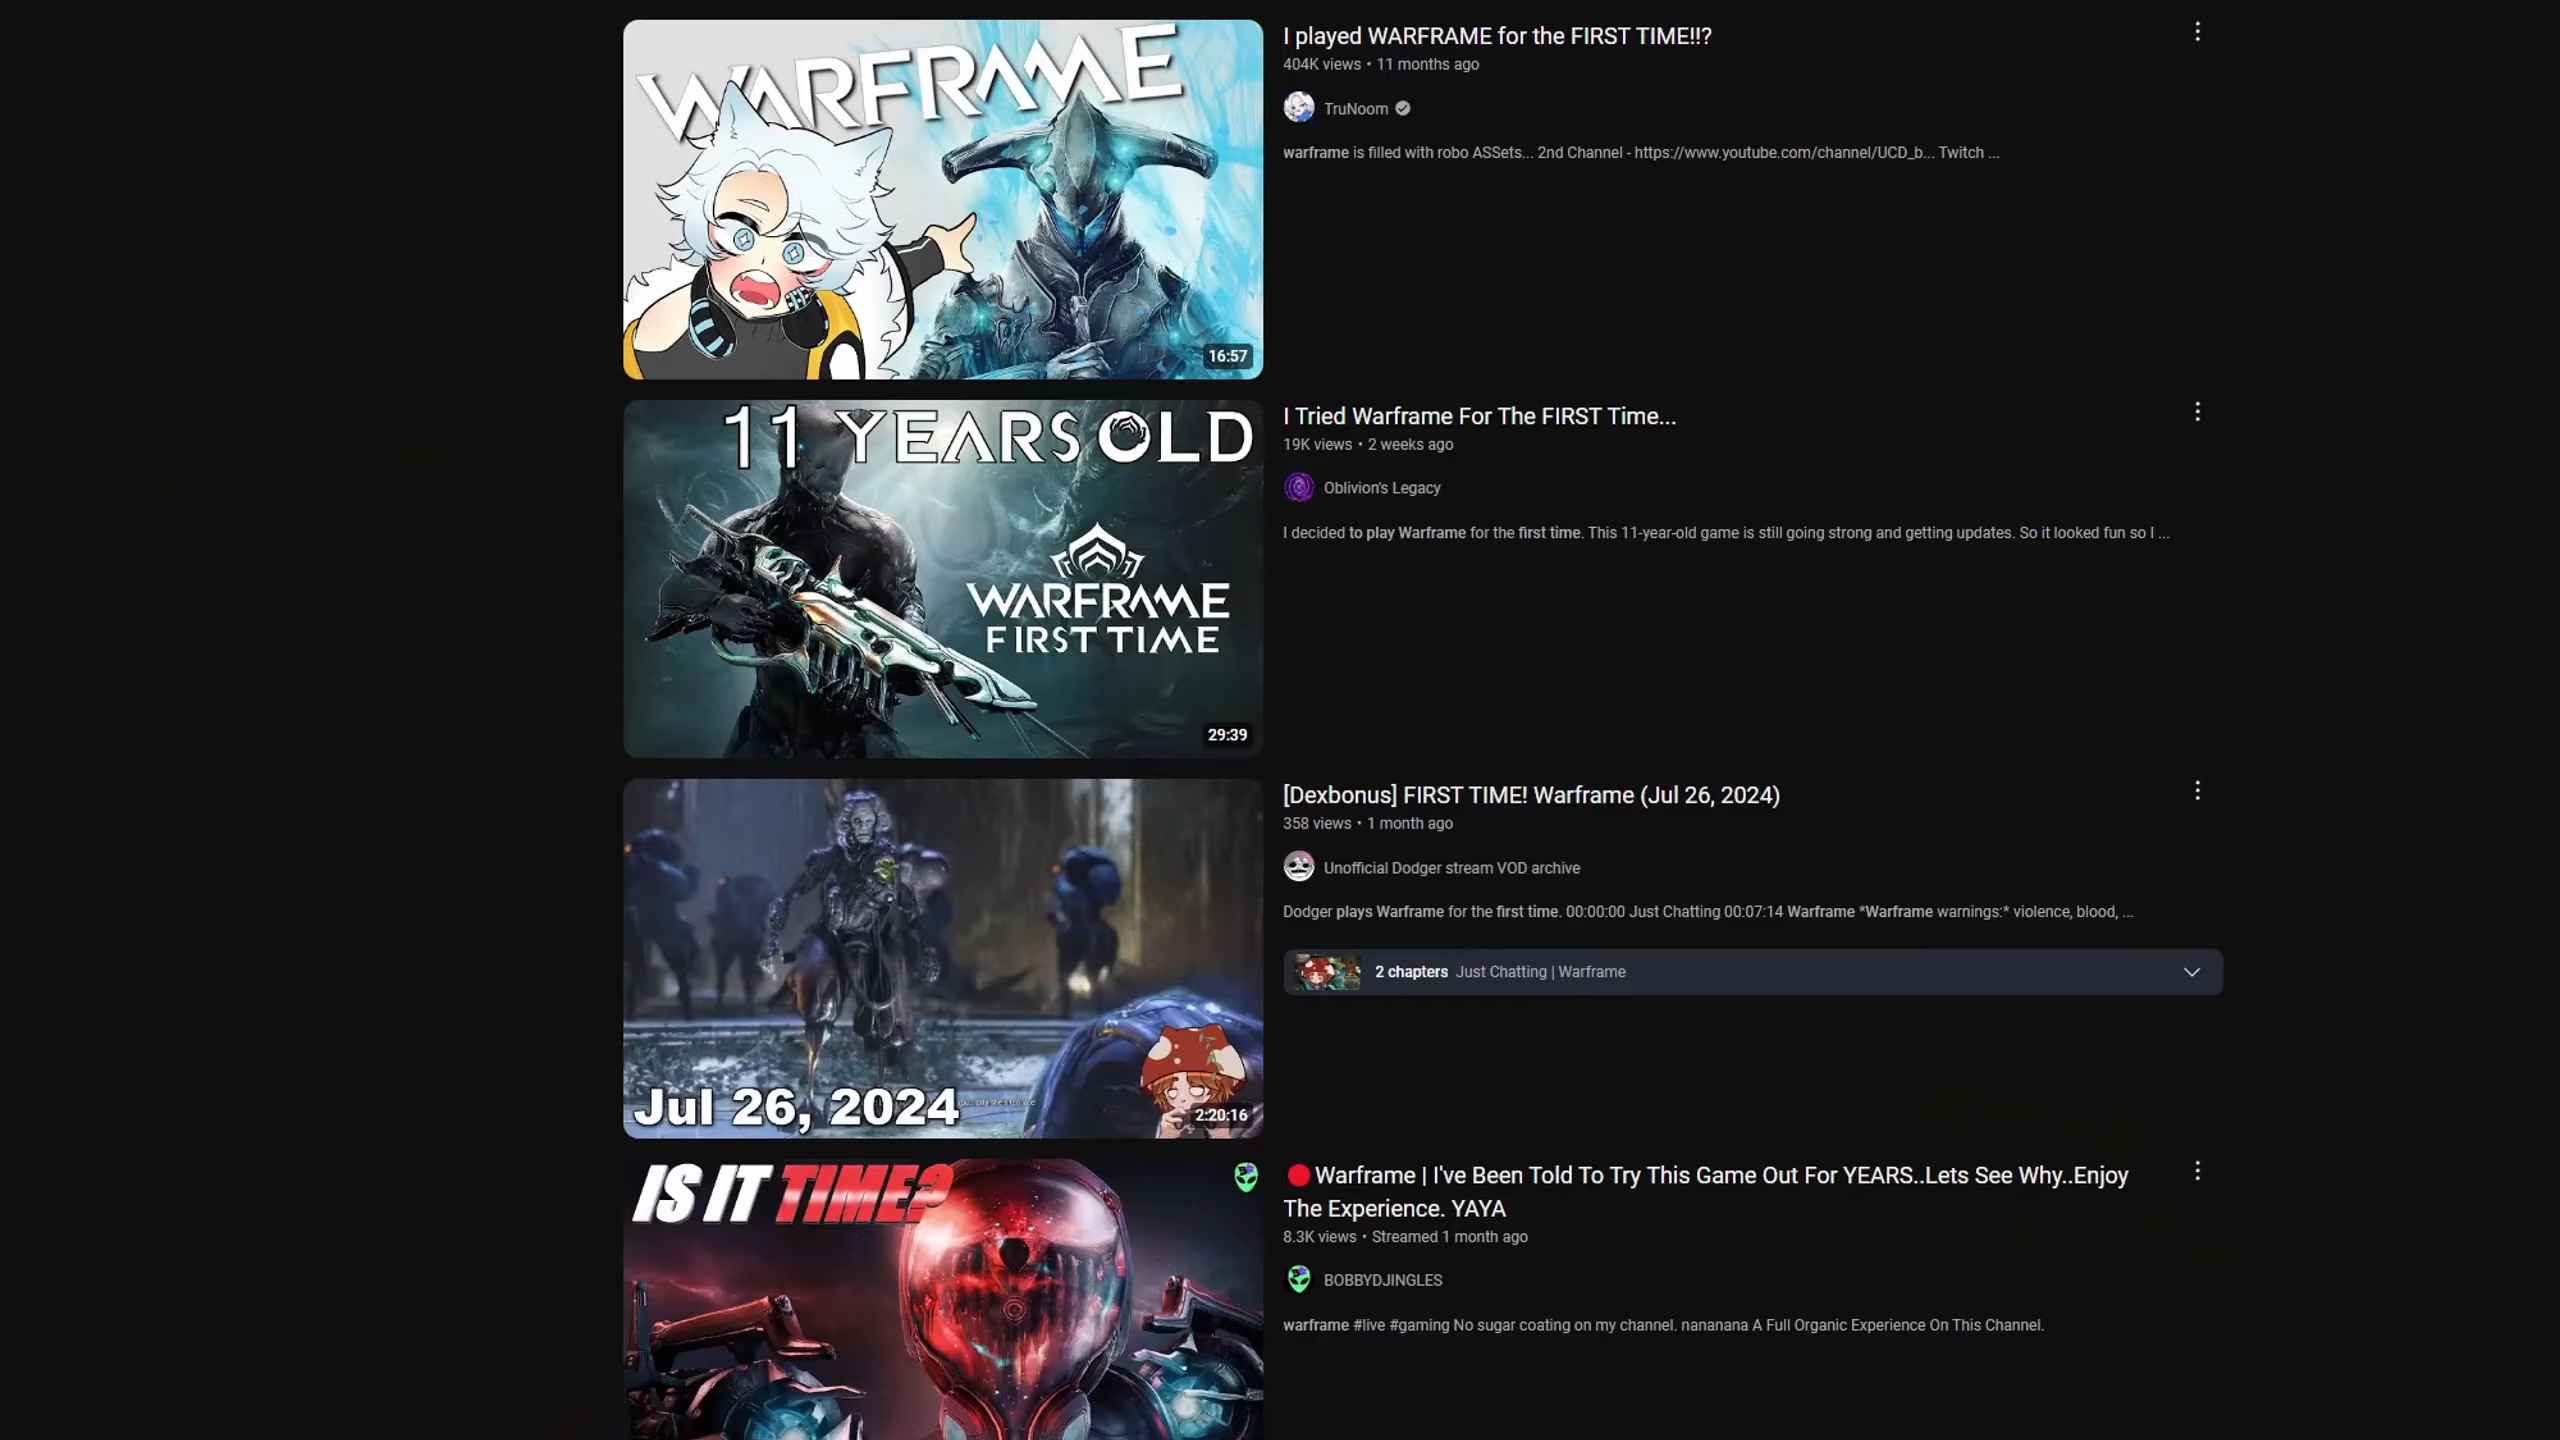 WARFRAME
16:57
I played WARFRAME for the FIRST TIME!!?
404K views • 11 months ago
TruNoom
warframe is filled with robo ASSets... 2nd Channel - https://www.youtube.com/channel/UCD_b... Twitch ...
11 YEARS OLD
WARFRAME
FIRST TIME
29:39
I Tried Warframe For The FIRST Time...
19K views • 2 weeks ago
Oblivion's Legacy
I decided to play Warframe for the first time. This 11-year-old game is still going strong and getting updates. So it looked fun so I ...
Jul 26, 2024
2:20:16
[Dexbonus] FIRST TIME! Warframe (Jul 26, 2024)
358 views • 1 month ago
Unofficial Dodger stream VOD archive
Dodger plays Warframe for the first time. 00:00:00 Just Chatting 00:07:14 Warframe *Warframe warnings:* violence, blood, ...
2 chapters Just Chatting | Warframe
IS IT TIME?
Warframe | I've Been Told To Try This Game Out For YEARS..Lets See Why..Enjoy
The Experience. YAYA
8.3K views • Streamed 1 month ago
BOBBYDJINGLES
warframe #live #gaming No sugar coating on my channel. nananana A Full Organic Experience On This Channel.